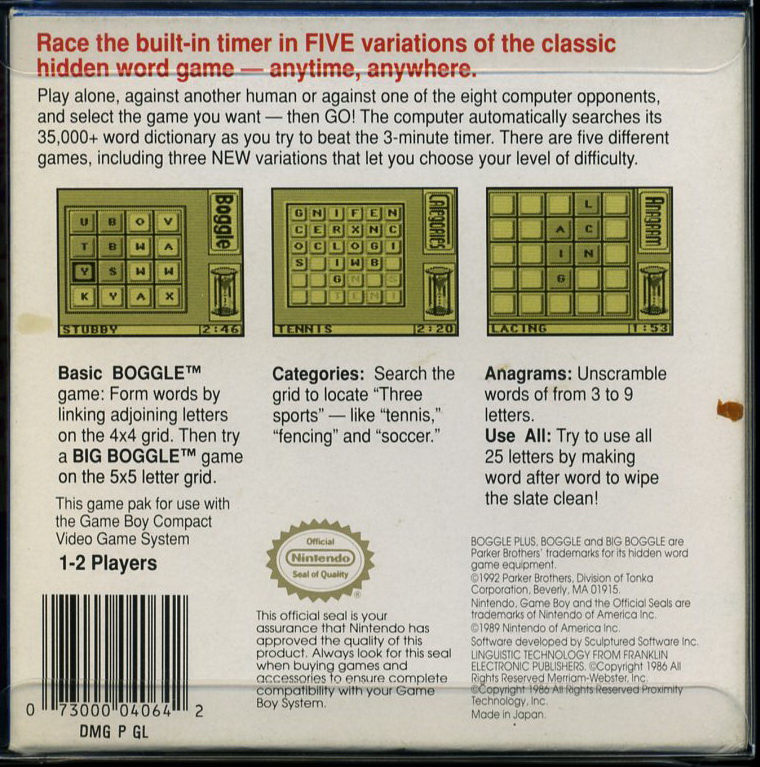 Race the built-in timer in FIVE variations of the classic
hidden word game — anytime, anywhere.
Play alone, against another human or against one of the eight computer opponents,
and select the game you want — then GO! The computer automatically searches its
35,000+ word dictionary as you try to beat the 3-minute timer. There are five different
games, including three NEW variations that let you choose your level of difficulty.
U B O V
T B W A
Y S W W
K Y A X
Boggle
STUBBY 2:46
G N I F E N
C E R X N C
O C L O G I
S I W B
G N S
T E N I
Categories
TENNIS 2:20
L
A C
I N
G
Anagram
LACING 1:53
Basic BOGGLE™
game: Form words by
linking adjoining letters
on the 4x4 grid. Then try
a BIG BOGGLE™ game
on the 5x5 letter grid.
Categories: Search the
grid to locate “Three
sports” — like “tennis,”
“fencing” and “soccer.”
Anagrams: Unscramble
words of from 3 to 9
letters.
Use All: Try to use all
25 letters by making
word after word to wipe
the slate clean!
This game pak for use with
the Game Boy Compact
Video Game System
1-2 Players
0 73000 04064 2
DMG P GL
Official
Nintendo
Seal of Quality
®
This official seal is your
assurance that Nintendo has
approved the quality of this
product. Always look for this seal
when buying games and
accessories to ensure complete
compatibility with your Game
Boy System.
BOGGLE PLUS, BOGGLE and BIG BOGGLE are
Parker Brothers' trademarks for its hidden word
game equipment.
©1992 Parker Brothers, Division of Tonka
Corporation, Beverly, MA 01915.
Nintendo, Game Boy and the Official Seals are
trademarks of Nintendo of America Inc.
©1989 Nintendo of America Inc.
Software developed by Sculptured Software Inc.
LINGUISTIC TECHNOLOGY FROM FRANKLIN
ELECTRONIC PUBLISHERS. ©Copyright 1986 All
Rights Reserved Merriam-Webster, Inc.
©Copyright 1986 All Rights Reserved Proximity
Technology, Inc.
Made in Japan.